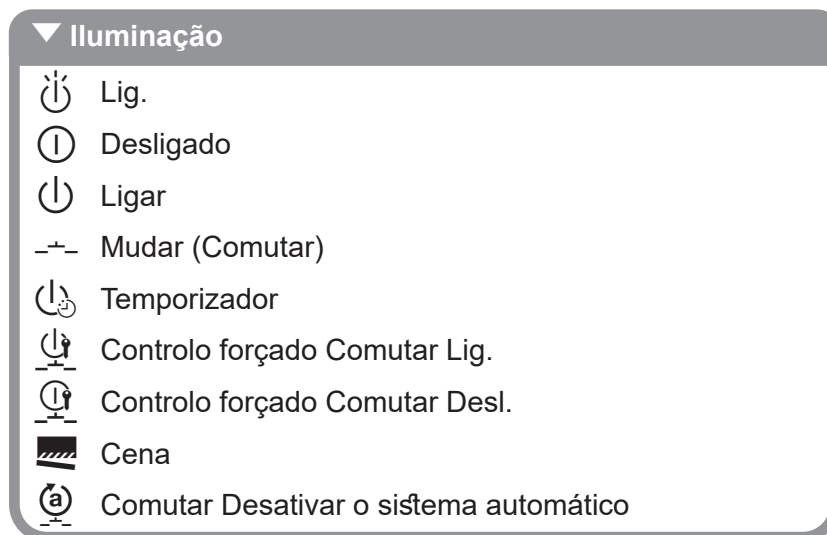 Iluminação
Lig.
Desligado
Ligar
Mudar (Comutar)
Temporizador
Controlo forçado Comutar Lig.
Controlo forçado Comutar Desl.
Cena
a Comutar Desativar o sistema automático